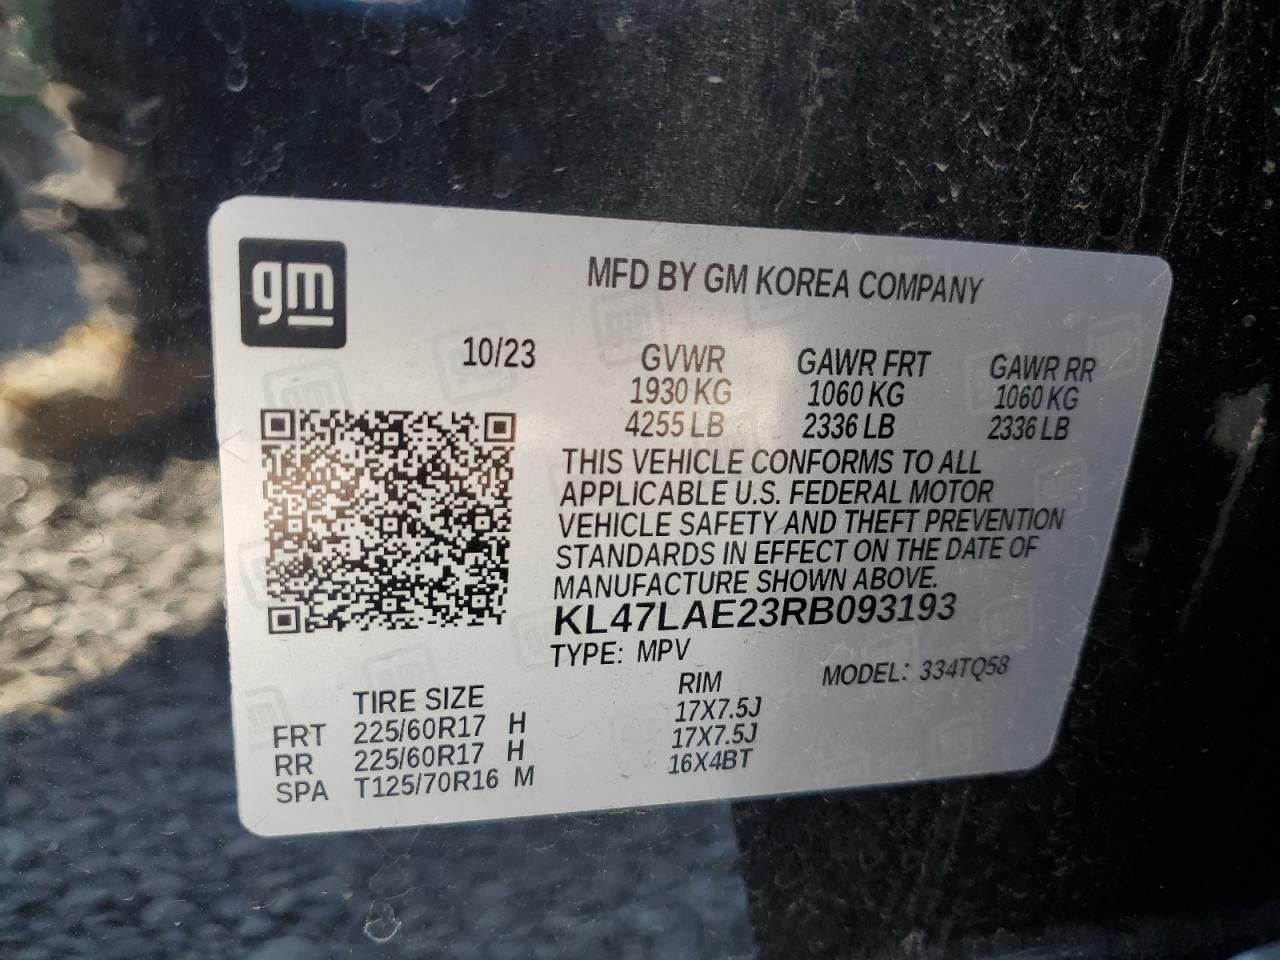 gm
MFD BY GM KOREA COMPANY
10/23 GVWR GAWR FRT GAWR RR
1930 KG 1060 KG 1060 KG
4255 LB 2336 LB 2336 LB
THIS VEHICLE CONFORMS TO ALL
APPLICABLE U.S. FEDERAL MOTOR
VEHICLE SAFETY AND THEFT PREVENTION
STANDARDS IN EFFECT ON THE DATE OF
MANUFACTURE SHOWN ABOVE.
KL47LAE23RB093193
TYPE: MPV MODEL: 334TQ58
TIRE SIZE RIM
FRT 225/60R17 H 17X7.5J
RR 225/60R17 H 17X7.5J
SPA T125/70R16 M 16X4BT